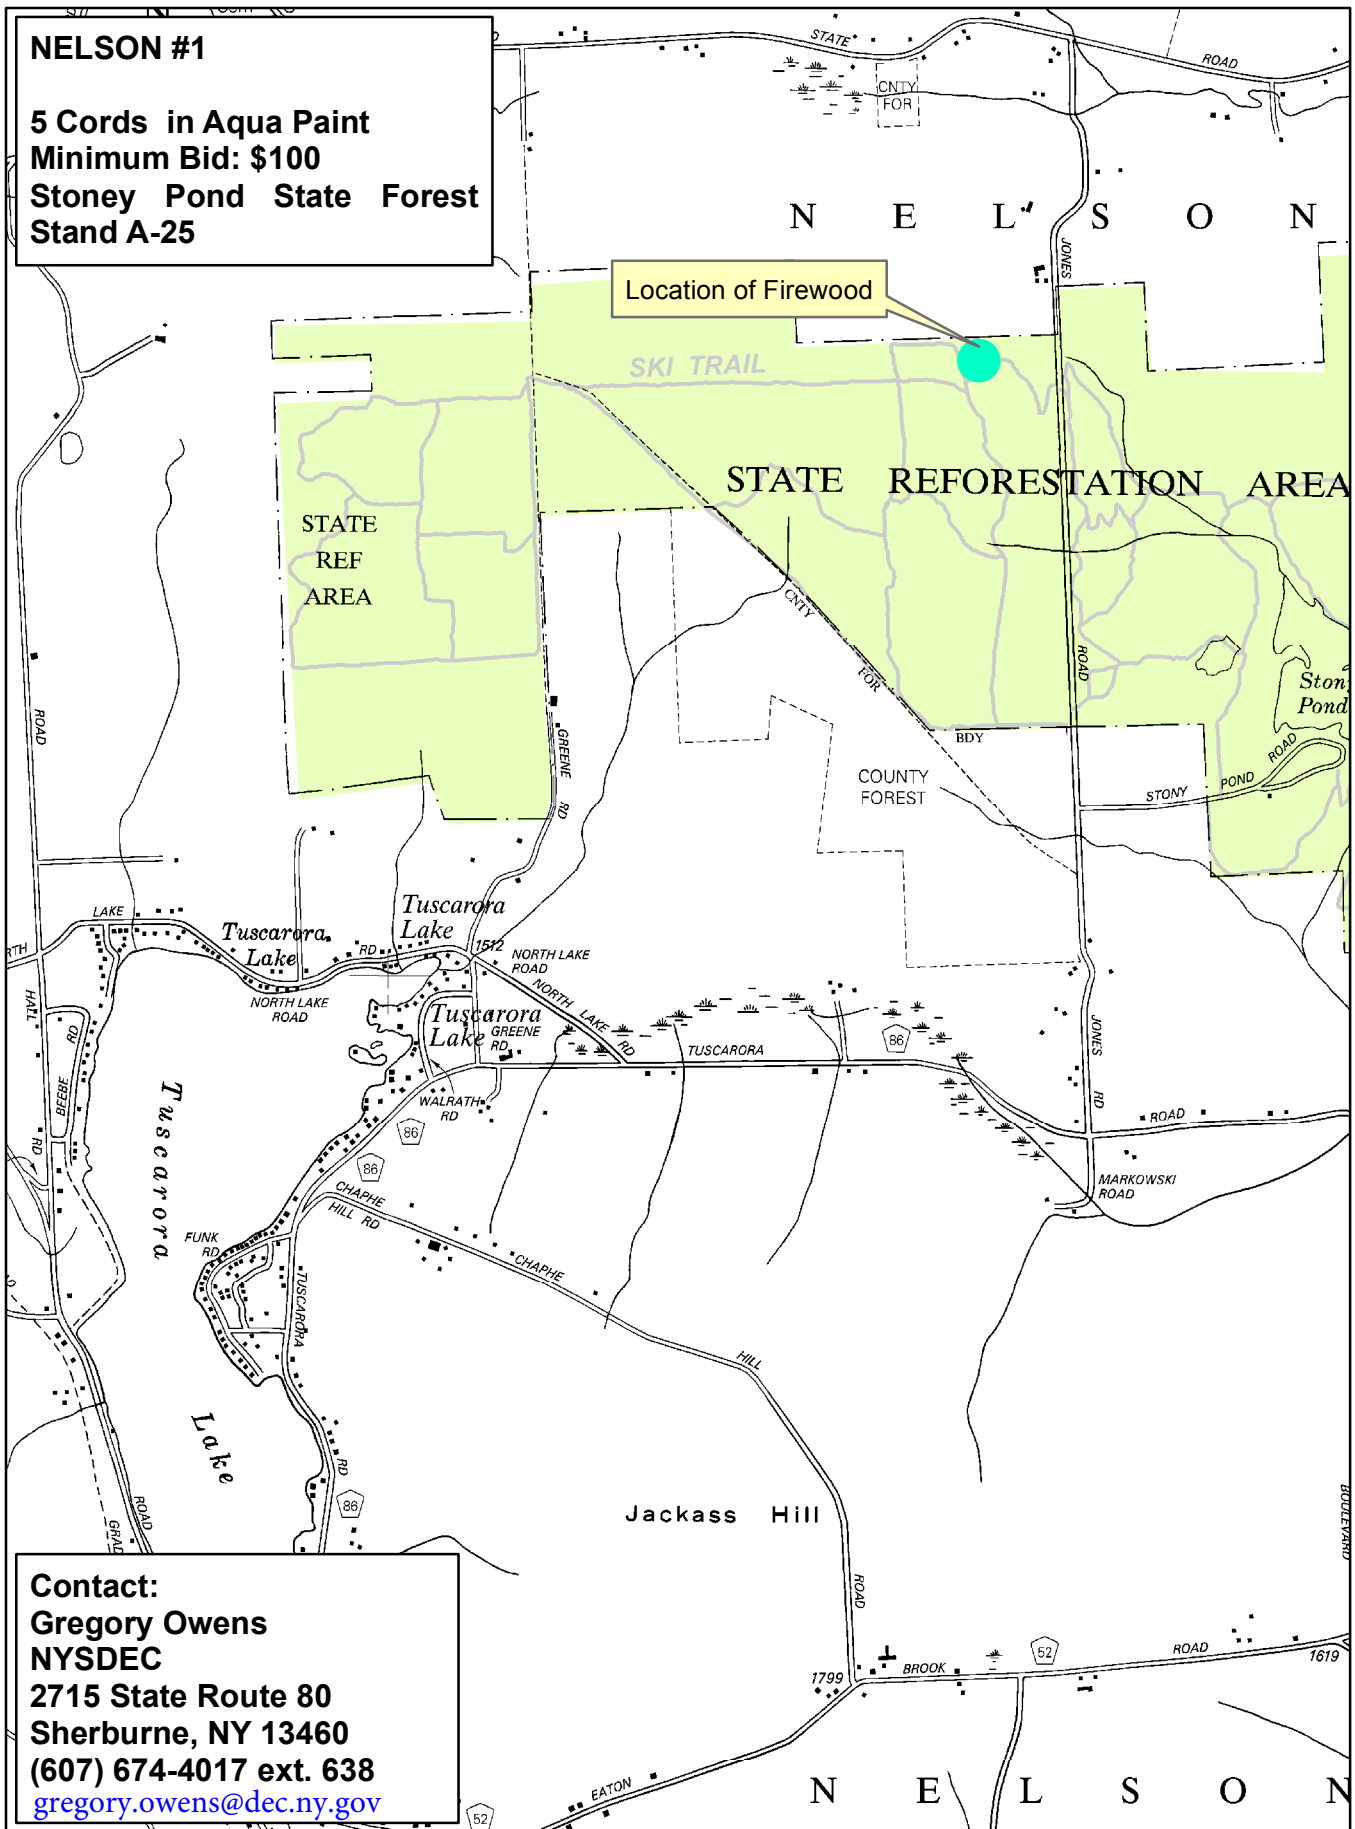 NELSON #1
5 Cords in Aqua Paint
Minimum Bid: $100
Stoney Pond State Forest
Stand A-25
STATE
ROAD
CNTY
FOR
N E L S O N
JONES
Location of Firewood
SKI TRAIL
STATE REFORESTATION AREA
STATE
REF
AREA
CNTY
FOR
BDY
ROAD
Ston
Pond
ROAD
GREENE
RD
COUNTY
FOREST
STONY
POND
ROAD
LAKE
Tuscarora
Lake
Tuscarora
Lake
RD
1512
NORTH LAKE
ROAD
RTH
HALL
RD
NORTH LAKE
ROAD
NORTH
LAKE
RD
Tuscarora
Lake
GREENE
RD
TUSCARORA
86
JONES
RD
BEEBE
RD
WALRATH
RD
86
86
ROAD
MARKOWSKI
ROAD
Tuscarora
CHAPHE
HILL RD
FUNK
RD
CHAPHE
TUSCARORA
HILL
Lake
RD
86
Jackass Hill
ROAD
GRAD
BOULEVARD
ROAD
Contact:
Gregory Owens
NYSDEC
2715 State Route 80
Sherburne, NY 13460
(607) 674-4017 ext. 638
gregory.owens@dec.ny.gov
1799
BROOK
52
ROAD
1619
EATON
52
N E L S O N